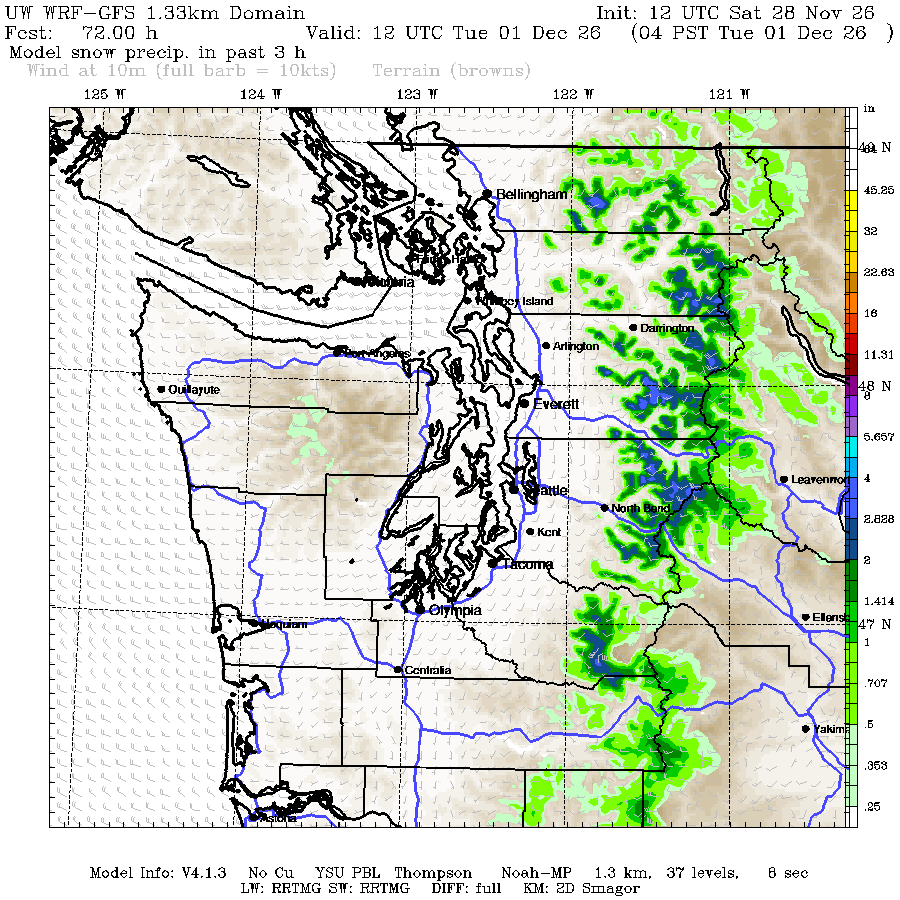 UW WRF-GFS 1.33km Domain Init: 12 UTC Sat 28 Nov 26
Fcst: 72.00 h Valid: 12 UTC Tue 01 Dec 26 (04 PST Tue 01 Dec 26 )
Model snow precip. in past 3 h
Wind at 10m (full barb = 10kts) Terrain (browns)
125 W 124 W 123 W 122 W 121 W
in
N
Bellingham
45.25
32
Victoria
22.63
Whidbey Island
16
Darrington
Arlington
Port Angeles
11.31
Quillayute
48 N
8
Everett
5.657
Leavenwor
4
Seattle
North Bend
2.828
Kent
Tacoma
2
1.414
Olympia
Ellens
Hoquiam
47 N
1
Centralia
.707
.5
Yakima
.353
.25
Astoria
Model Info: V4.1.3 No Cu YSU PBL Thompson Noah-MP 1.3 km, 37 levels, 8 sec
LW: RRTMG SW: RRTMG DIFF: full KM: 2D Smagor